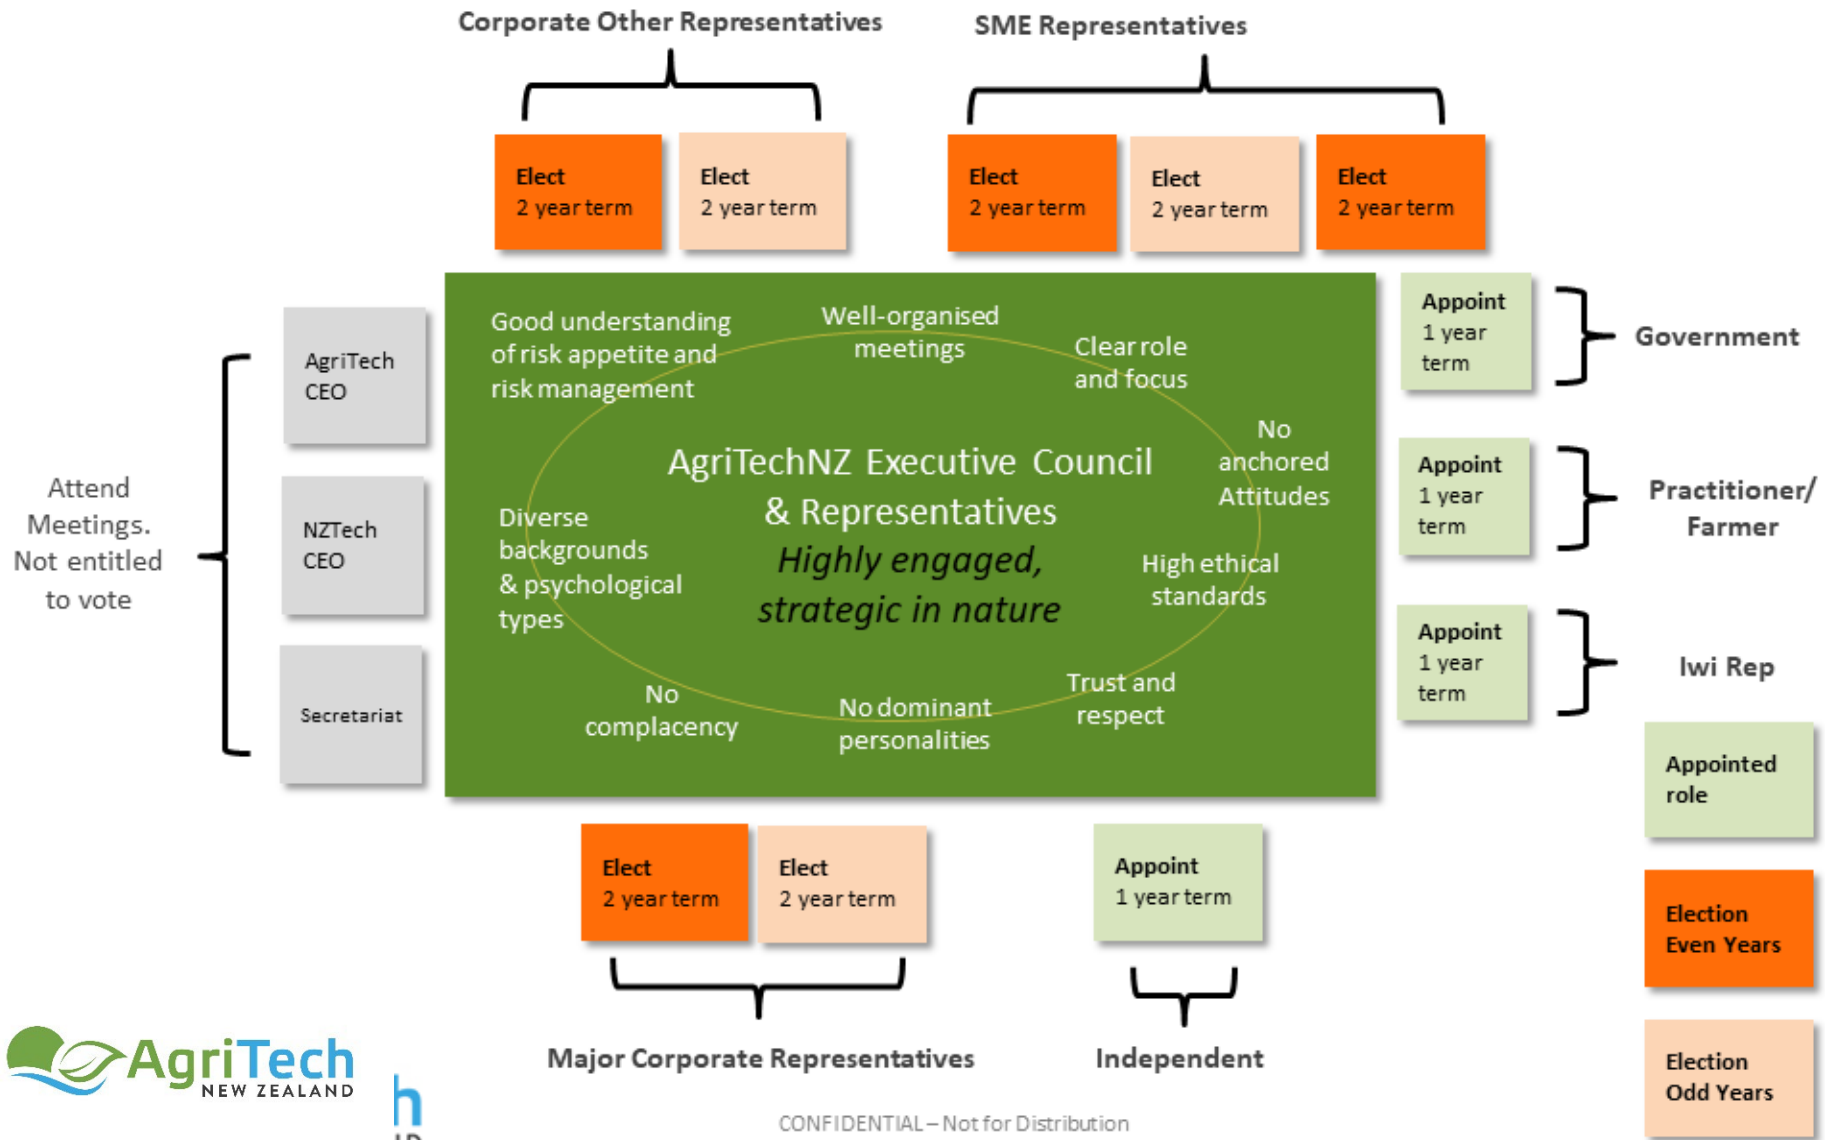 Corporate Other Representatives
SME Representatives
Elect
2 year term
Elect
2 year term
Elect
2 year term
Elect
2 year term
Elect
2 year term
Attend
Meetings.
Not entitled
to vote
AgriTech
CEO
NZTech
CEO
Secretariat
Good understanding
of risk appetite and
risk management
Well-organised
meetings
Clear role
and focus
No
anchored
Attitudes
AgriTechNZ Executive Council
& Representatives
Highly engaged,
strategic in nature
Diverse
backgrounds
& psychological
types
High ethical
standards
No
complacency
No dominant
personalities
Trust and
respect
Appoint
1 year
term
Government
Appoint
1 year
term
Practitioner/
Farmer
Appoint
1 year
term
Iwi Rep
Appointed
role
Election
Even Years
Election
Odd Years
Elect
2 year term
Elect
2 year term
Appoint
1 year term
Major Corporate Representatives
Independent
AgriTech
NEW ZEALAND
h
CONFIDENTIAL – Not for Distribution